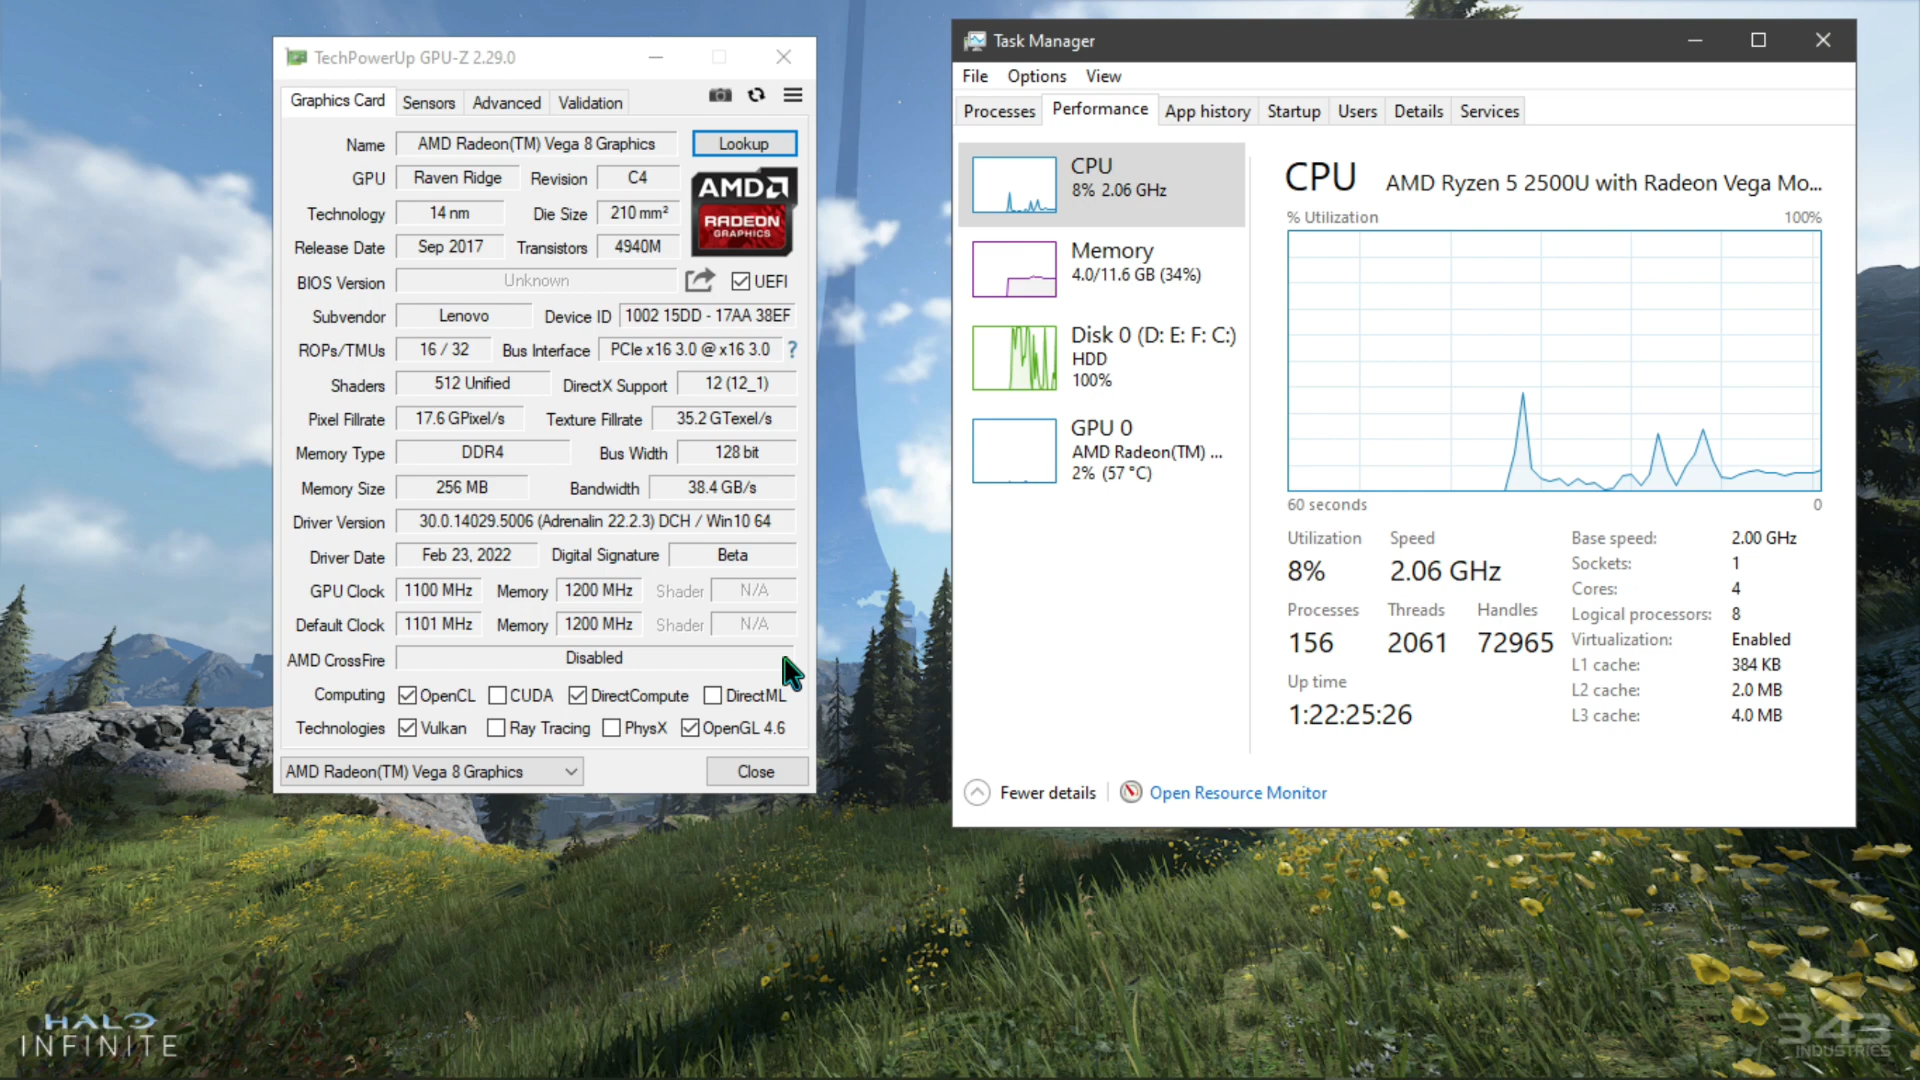 TechPowerUp GPU-Z 2.29.0
Graphics Card Sensors Advanced Validation
Name AMD Radeon(TM) Vega 8 Graphics Lookup
GPU Raven Ridge Revision C4
Technology 14 nm Die Size 210 mm²
Release Date Sep 2017 Transistors 4940M
AMD
RADEON
GRAPHICS
BIOS Version Unknown UEFI
Subvendor Lenovo Device ID 1002 15DD - 17AA 38EF
ROPs/TMUs 16 / 32 Bus Interface PCIe x16 3.0 @ x16 3.0 ?
Shaders 512 Unified DirectX Support 12 (12_1)
Pixel Fillrate 17.6 GPixel/s Texture Fillrate 35.2 GTexel/s
Memory Type DDR4 Bus Width 128 bit
Memory Size 256 MB Bandwidth 38.4 GB/s
Driver Version 30.0.14029.5006 (Adrenalin 22.2.3) DCH / Win10 64
Driver Date Feb 23, 2022 Digital Signature Beta
GPU Clock 1100 MHz Memory 1200 MHz Shader N/A
Default Clock 1101 MHz Memory 1200 MHz Shader N/A
AMD CrossFire Disabled
Computing OpenCL CUDA DirectCompute DirectML
Technologies Vulkan Ray Tracing PhysX OpenGL 4.6
AMD Radeon(TM) Vega 8 Graphics Close
Task Manager
File Options View
Processes Performance App history Startup Users Details Services
CPU
8% 2.06 GHz
Memory
4.0/11.6 GB (34%)
Disk 0 (D: E: F: C:)
HDD
100%
GPU 0
AMD Radeon(TM) ...
2% (57 °C)
CPU AMD Ryzen 5 2500U with Radeon Vega Mo...
% Utilization 100%
60 seconds 0
Utilization Speed
8% 2.06 GHz
Processes Threads Handles
156 2061 72965
Up time
1:22:25:26
Base speed: 2.00 GHz
Sockets: 1
Cores: 4
Logical processors: 8
Virtualization: Enabled
L1 cache: 384 KB
L2 cache: 2.0 MB
L3 cache: 4.0 MB
Fewer details Open Resource Monitor
HALO
INFINITE
343
INDUSTRIES